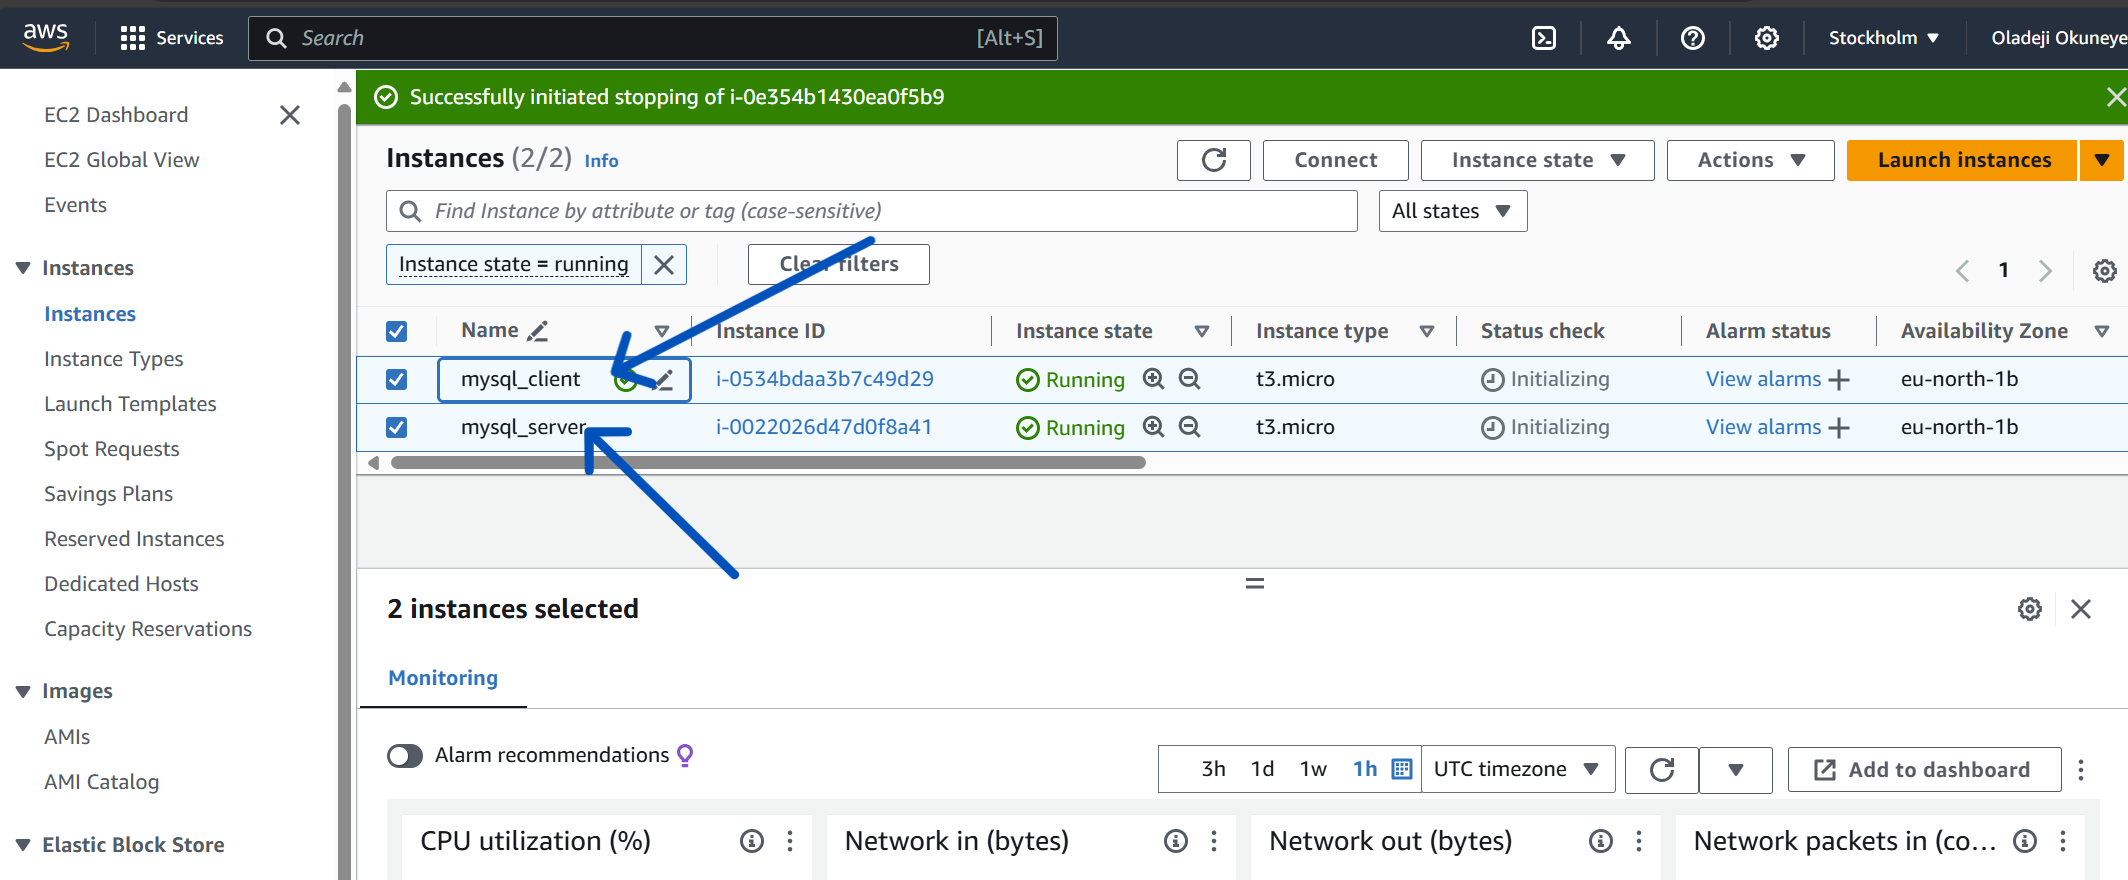 aws
Services
Search [Alt+S]
Stockholm
Oladeji Okuneye
EC2 Dashboard
EC2 Global View
Events
Instances
Instances
Instance Types
Launch Templates
Spot Requests
Savings Plans
Reserved Instances
Dedicated Hosts
Capacity Reservations
Images
AMIs
AMI Catalog
Elastic Block Store
Successfully initiated stopping of i-0e354b1430ea0f5b9
Instances (2/2) Info
Connect
Instance state
Actions
Launch instances
Find Instance by attribute or tag (case-sensitive)
All states
Instance state = running
Clear filters
1
Name Instance ID Instance state Instance type Status check Alarm status Availability Zone
mysql_client i-0534bdaa3b7c49d29 Running t3.micro Initializing View alarms eu-north-1b
mysql_server i-0022026d47d0f8a41 Running t3.micro Initializing View alarms eu-north-1b
2 instances selected
Monitoring
Alarm recommendations
3h 1d 1w 1h UTC timezone
Add to dashboard
CPU utilization (%)
Network in (bytes)
Network out (bytes)
Network packets in (co...